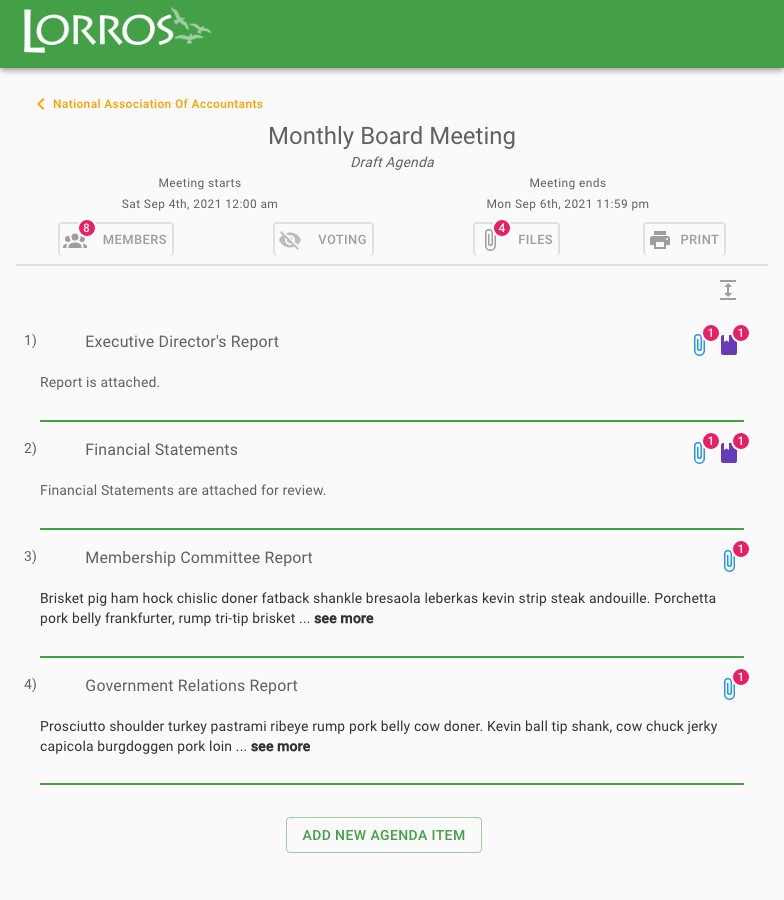 LORROS
National Association Of Accountants
Monthly Board Meeting
Draft Agenda
Meeting starts
Meeting ends
Sat Sep 4th, 2021 12:00 am
Mon Sep 6th, 2021 11:59 pm
8
MEMBERS
VOTING
4
FILES
PRINT
1)
Executive Director's Report
1
1
Report is attached.
2)
Financial Statements
1
1
Financial Statements are attached for review.
3)
Membership Committee Report
1
Brisket pig ham hock chislic doner fatback shankle bresaola leberkas kevin strip steak andouille. Porchetta
pork belly frankfurter, rump tri-tip brisket ... see more
4)
Government Relations Report
1
Prosciutto shoulder turkey pastrami ribeye rump pork belly cow doner. Kevin ball tip shank, cow chuck jerky
capicola burgdoggen pork loin ... see more
ADD NEW AGENDA ITEM